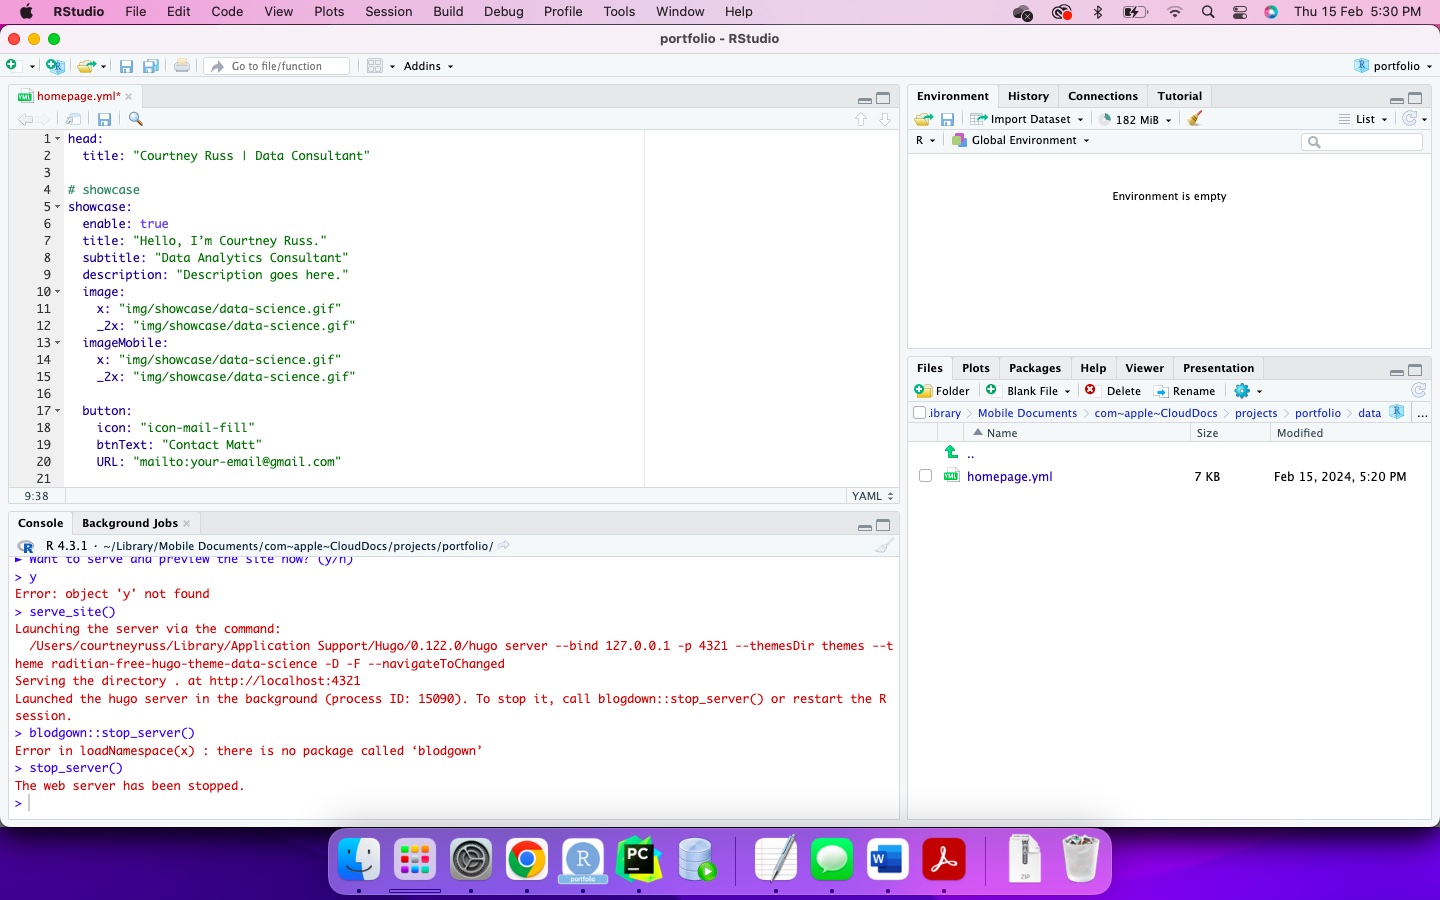 RStudio File Edit Code View Plots Session Build Debug Profile Tools Window Help Thu 15 Feb 5:30 PM
portfolio - RStudio
Go to file/function Addins portfolio
homepage.yml*
1 head:
2 title: "Courtney Russ | Data Consultant"
3
4 # showcase
5 showcase:
6 enable: true
7 title: "Hello, I’m Courtney Russ."
8 subtitle: "Data Analytics Consultant"
9 description: "Description goes here."
10 image:
11 x: "img/showcase/data-science.gif"
12 _2x: "img/showcase/data-science.gif"
13 imageMobile:
14 x: "img/showcase/data-science.gif"
15 _2x: "img/showcase/data-science.gif"
16
17 button:
18 icon: "icon-mail-fill"
19 btnText: "Contact Matt"
20 URL: "mailto:your-email@gmail.com"
21
9:38 YAML
Console Background Jobs
R 4.3.1 · ~/Library/Mobile Documents/com~apple~CloudDocs/projects/portfolio/
Want to serve and preview the site now? (y/n)
> y
Error: object 'y' not found
> serve_site()
Launching the server via the command:
/Users/courtneyruss/Library/Application Support/Hugo/0.122.0/hugo server --bind 127.0.0.1 -p 4321 --themesDir themes --t
heme raditian-free-hugo-theme-data-science -D -F --navigateToChanged
Serving the directory . at http://localhost:4321
Launched the hugo server in the background (process ID: 15090). To stop it, call blogdown::stop_server() or restart the R
session.
> blodgown::stop_server()
Error in loadNamespace(x) : there is no package called ‘blodgown’
> stop_server()
The web server has been stopped.
>
Environment History Connections Tutorial
Import Dataset 182 MiB List
R Global Environment
Environment is empty
Files Plots Packages Help Viewer Presentation
Folder Blank File Delete Rename
ibrary Mobile Documents com~apple~CloudDocs projects portfolio data ...
Name Size Modified
..
homepage.yml 7 KB Feb 15, 2024, 5:20 PM
R
portfolio
PC
W
ZIP